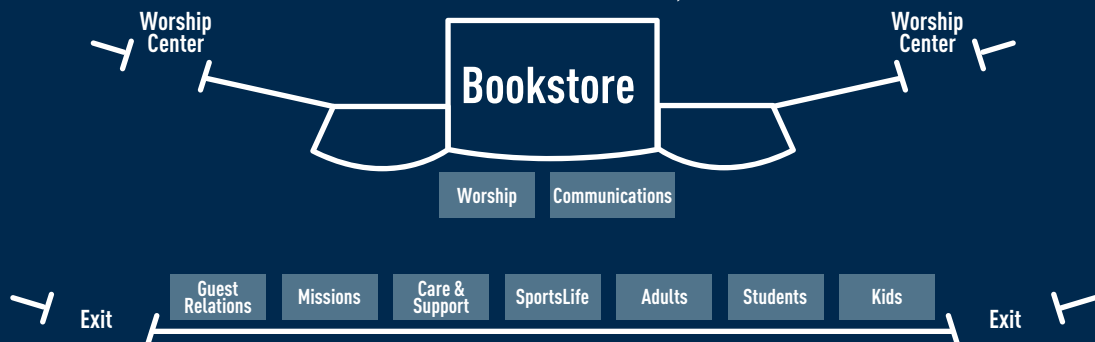 Worship
Center
Worship
Center
Bookstore
Worship
Communications
Guest
Relations
Missions
Care &
Support
SportsLife
Adults
Students
Kids
Exit
Exit